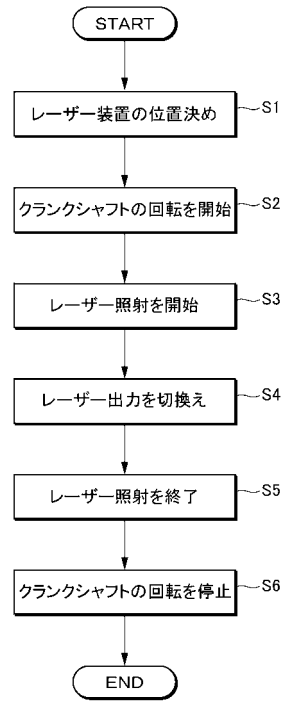 START
レーザー装置の位置決め
S1
クランクシャフトの回転を開始
S2
レーザー照射を開始
S3
レーザー出力を切換え
S4
レーザー照射を終了
S5
クランクシャフトの回転を停止
S6
END